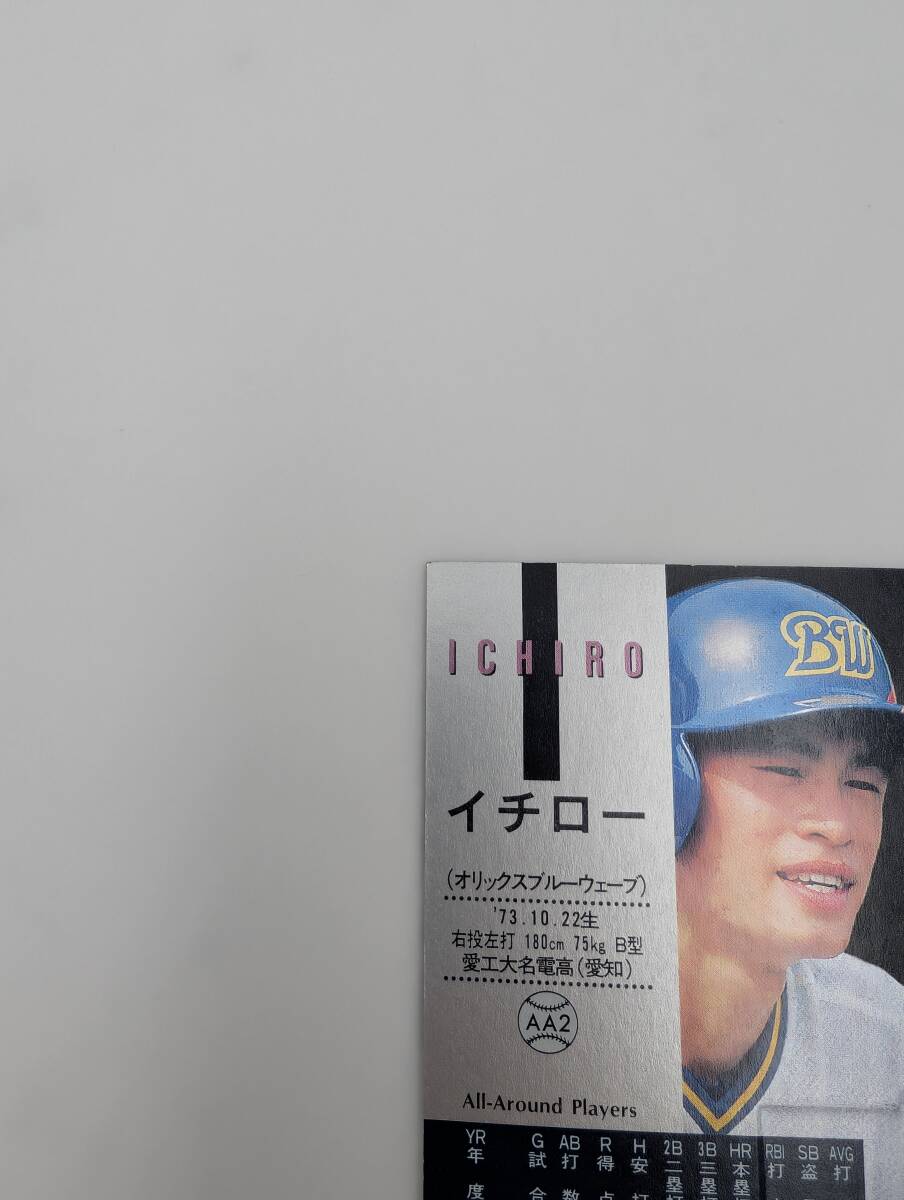 ICHIRO
BW
イチロー
(オリックスブルーウェーブ)
'73.10.22生
右投左打 180cm 75kg B型
愛工大名電高(愛知)
AA2
All-Around Players
YR G AB R H 2B 3B HR RBI SB AVG
年 試 打 得 安 二 三 本 打 盗 打
度 合 数 点 打 塁 塁 塁